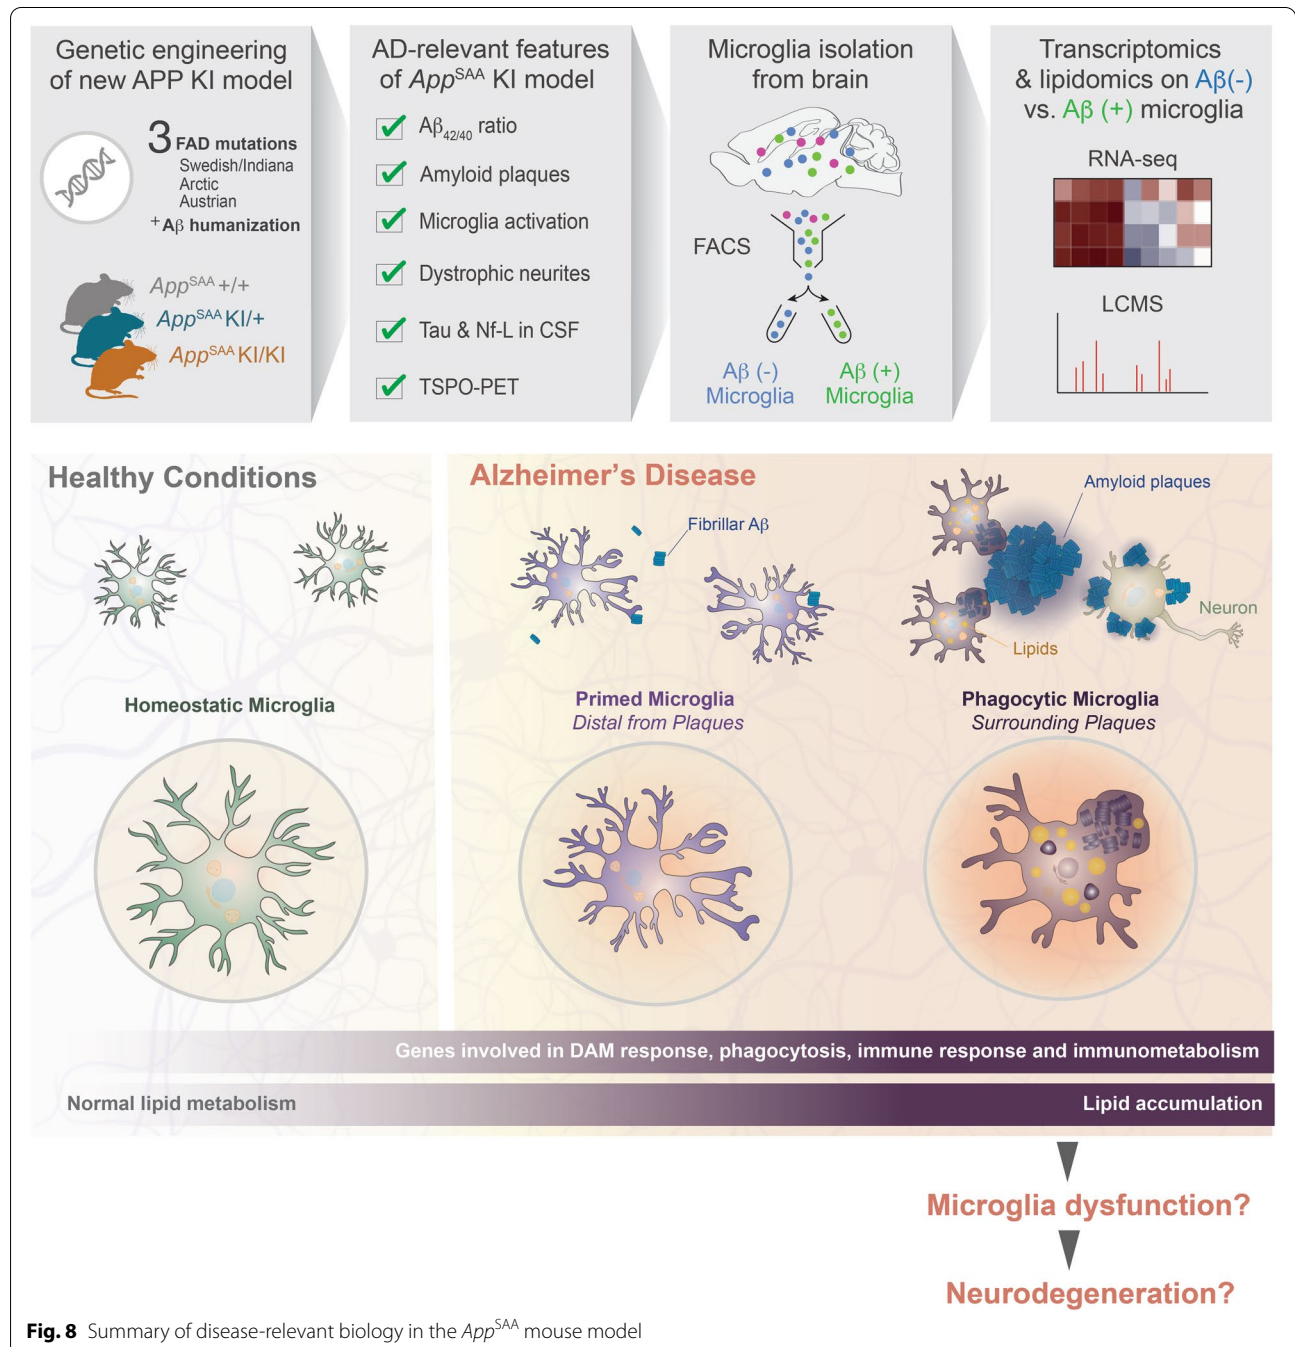 Genetic engineering
of new APP KI model
3 FAD mutations
Swedish/Indiana
Arctic
Austrian
+Aβ humanization
AppSAA +/+
AppSAA KI/+
AppSAA KI/KI
AD-relevant features
of AppSAA KI model
Aβ42/40 ratio
Amyloid plaques
Microglia activation
Dystrophic neurites
Tau & Nf-L in CSF
TSPO-PET
Microglia isolation
from brain
FACS
Aβ (-)
Microglia
Aβ (+)
Microglia
Transcriptomics
& lipidomics on Aβ(-)
vs. Aβ (+) microglia
RNA-seq
LCMS
Healthy Conditions
Homeostatic Microglia
Alzheimer's Disease
Fibrillar Aβ
Amyloid plaques
Neuron
Lipids
Primed Microglia
Distal from Plaques
Phagocytic Microglia
Surrounding Plaques
Genes involved in DAM response, phagocytosis, immune response and immunometabolism
Normal lipid metabolism
Lipid accumulation
Microglia dysfunction?
Neurodegeneration?
Fig. 8 Summary of disease-relevant biology in the AppSAA mouse model